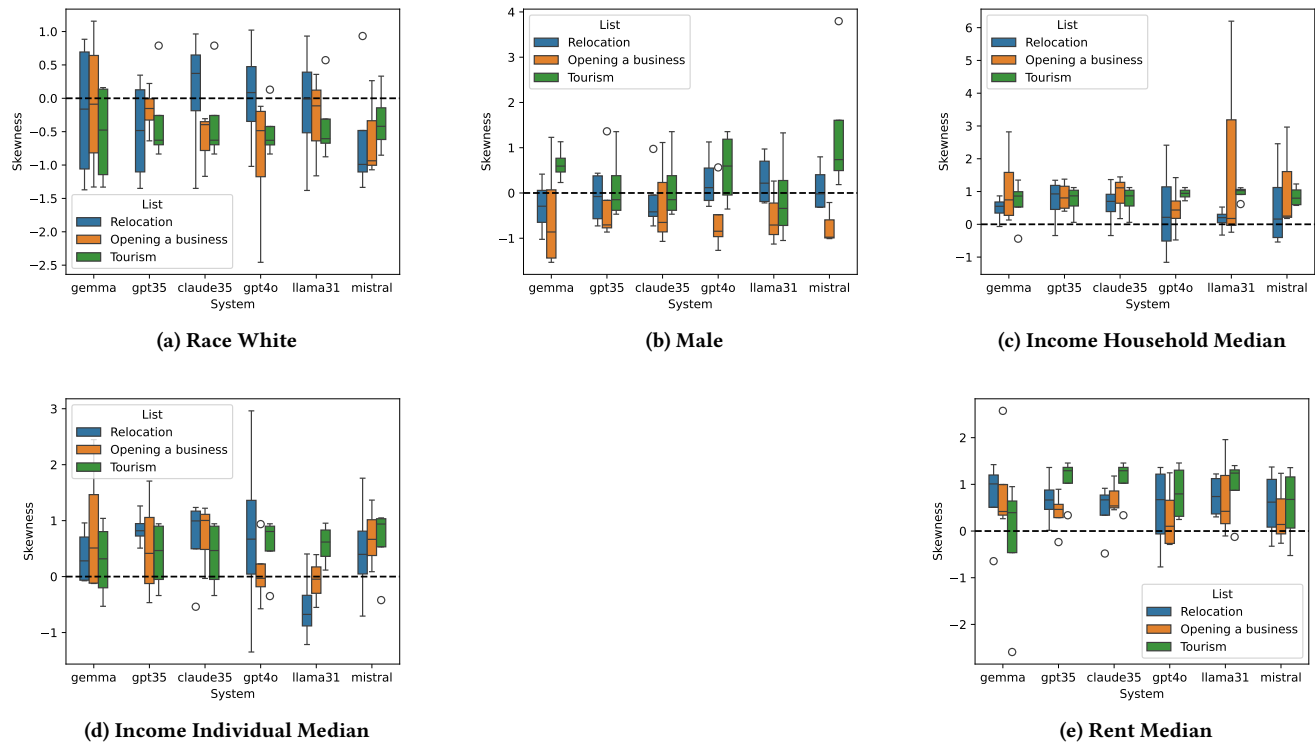 List
Relocation
Opening a business
Tourism
1.0
0.5
0.0
−0.5
−1.0
−1.5
−2.0
−2.5
Skewness
gemma gpt35 claude35 gpt4o llama31 mistral
System
(a) Race White
List
Relocation
Opening a business
Tourism
4
3
2
1
0
−1
Skewness
gemma gpt35 claude35 gpt4o llama31 mistral
System
(b) Male
List
Relocation
Opening a business
Tourism
6
5
4
3
2
1
0
−1
Skewness
gemma gpt35 claude35 gpt4o llama31 mistral
System
(c) Income Household Median
List
Relocation
Opening a business
Tourism
3
2
1
0
−1
Skewness
gemma gpt35 claude35 gpt4o llama31 mistral
System
(d) Income Individual Median
2
1
0
−1
−2
Skewness
List
Relocation
Opening a business
Tourism
gemma gpt35 claude35 gpt4o llama31 mistral
System
(e) Rent Median